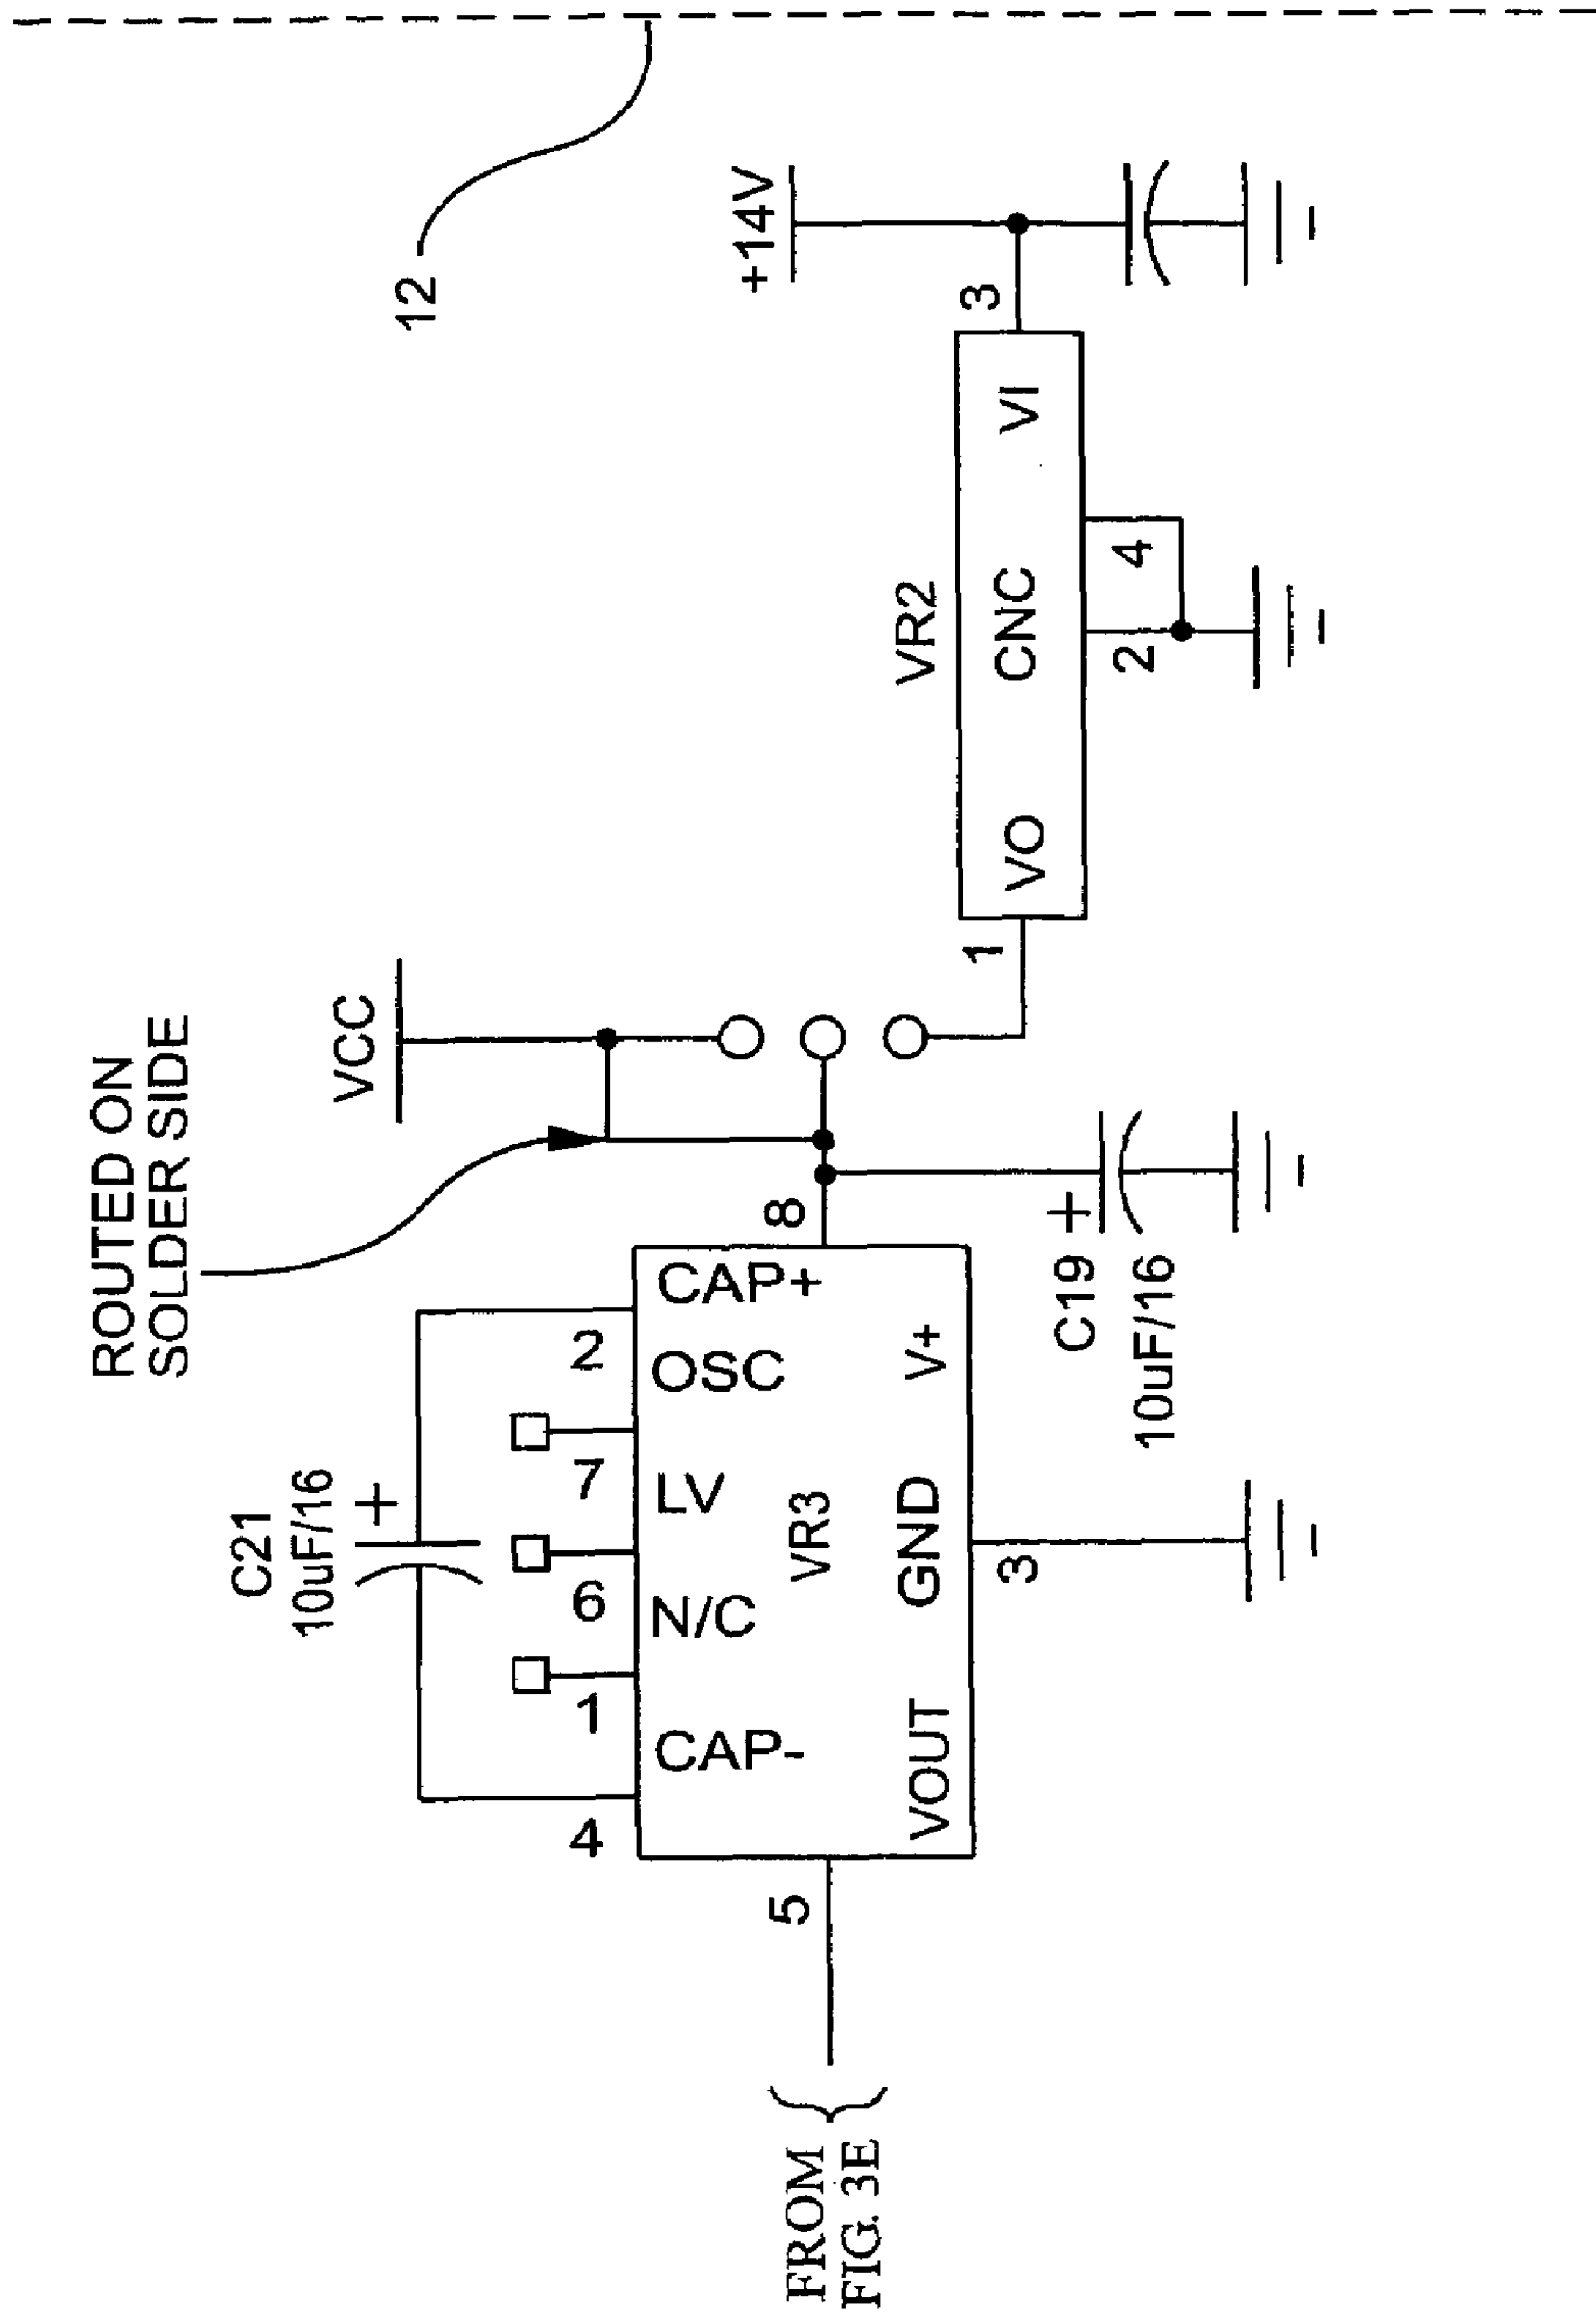 ROUTED ON
SOLDER SIDE
12
C21
10uF/16
+
VCC
+14V
4
1
6
7
2
CAP-
N/C
LV
OSC
CAP+
8
5
VR3
VOUT
GND
V+
3
+
C19
10uF/16
VR2
1
VO
CNC
VI
3
2
4
FROM
FIG. 3E